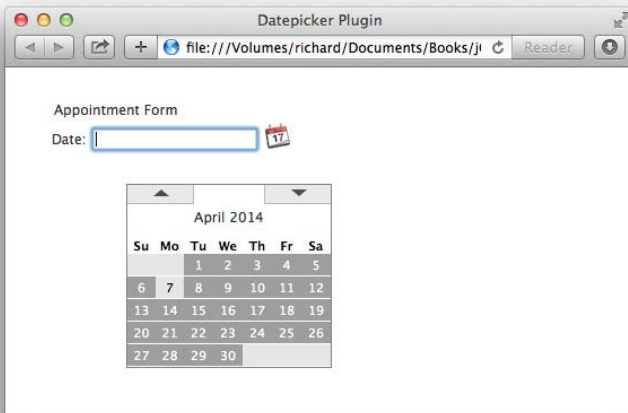 Datepicker Plugin
file:///Volumes/richard/Documents/Books/j Reader
Appointment Form
Date: 17
April 2014
Su Mo Tu We Th Fr Sa
1 2 3 4 5
6 7 8 9 10 11 12
13 14 15 16 17 18 19
20 21 22 23 24 25 26
27 28 29 30